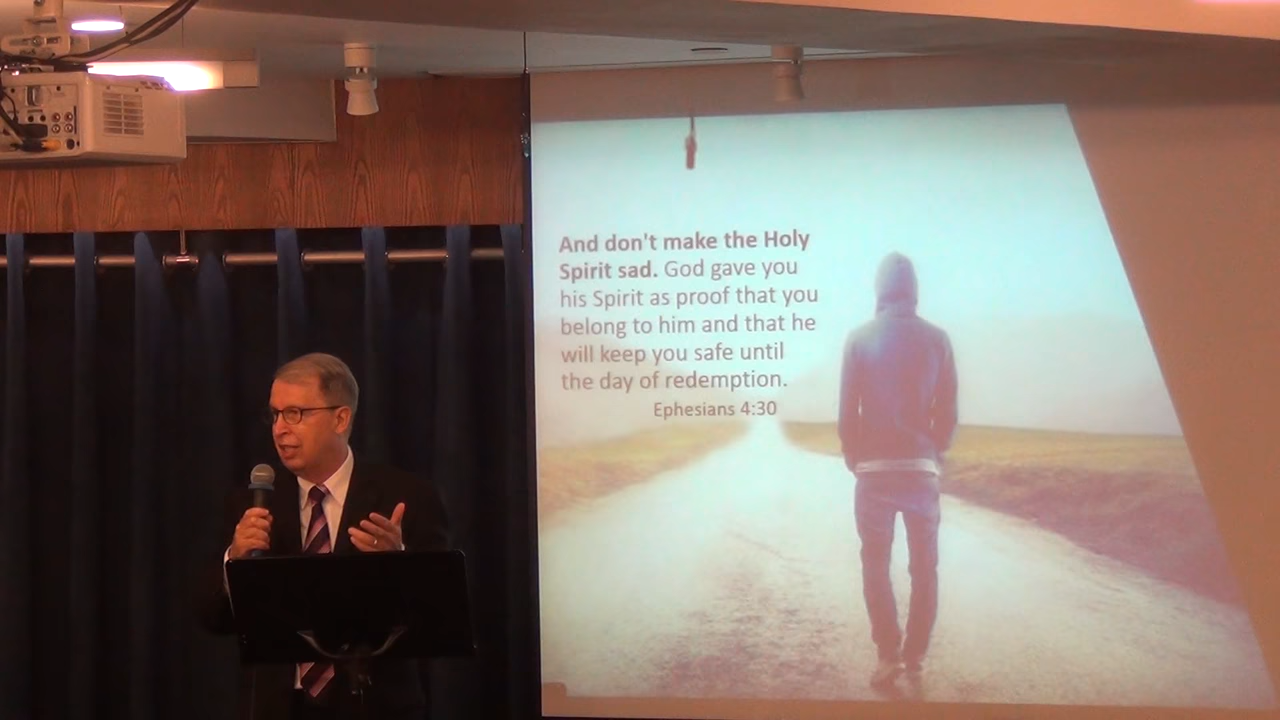 And don't make the Holy
Spirit sad. God gave you
his Spirit as proof that you
belong to him and that he
will keep you safe until
the day of redemption.
Ephesians 4:30